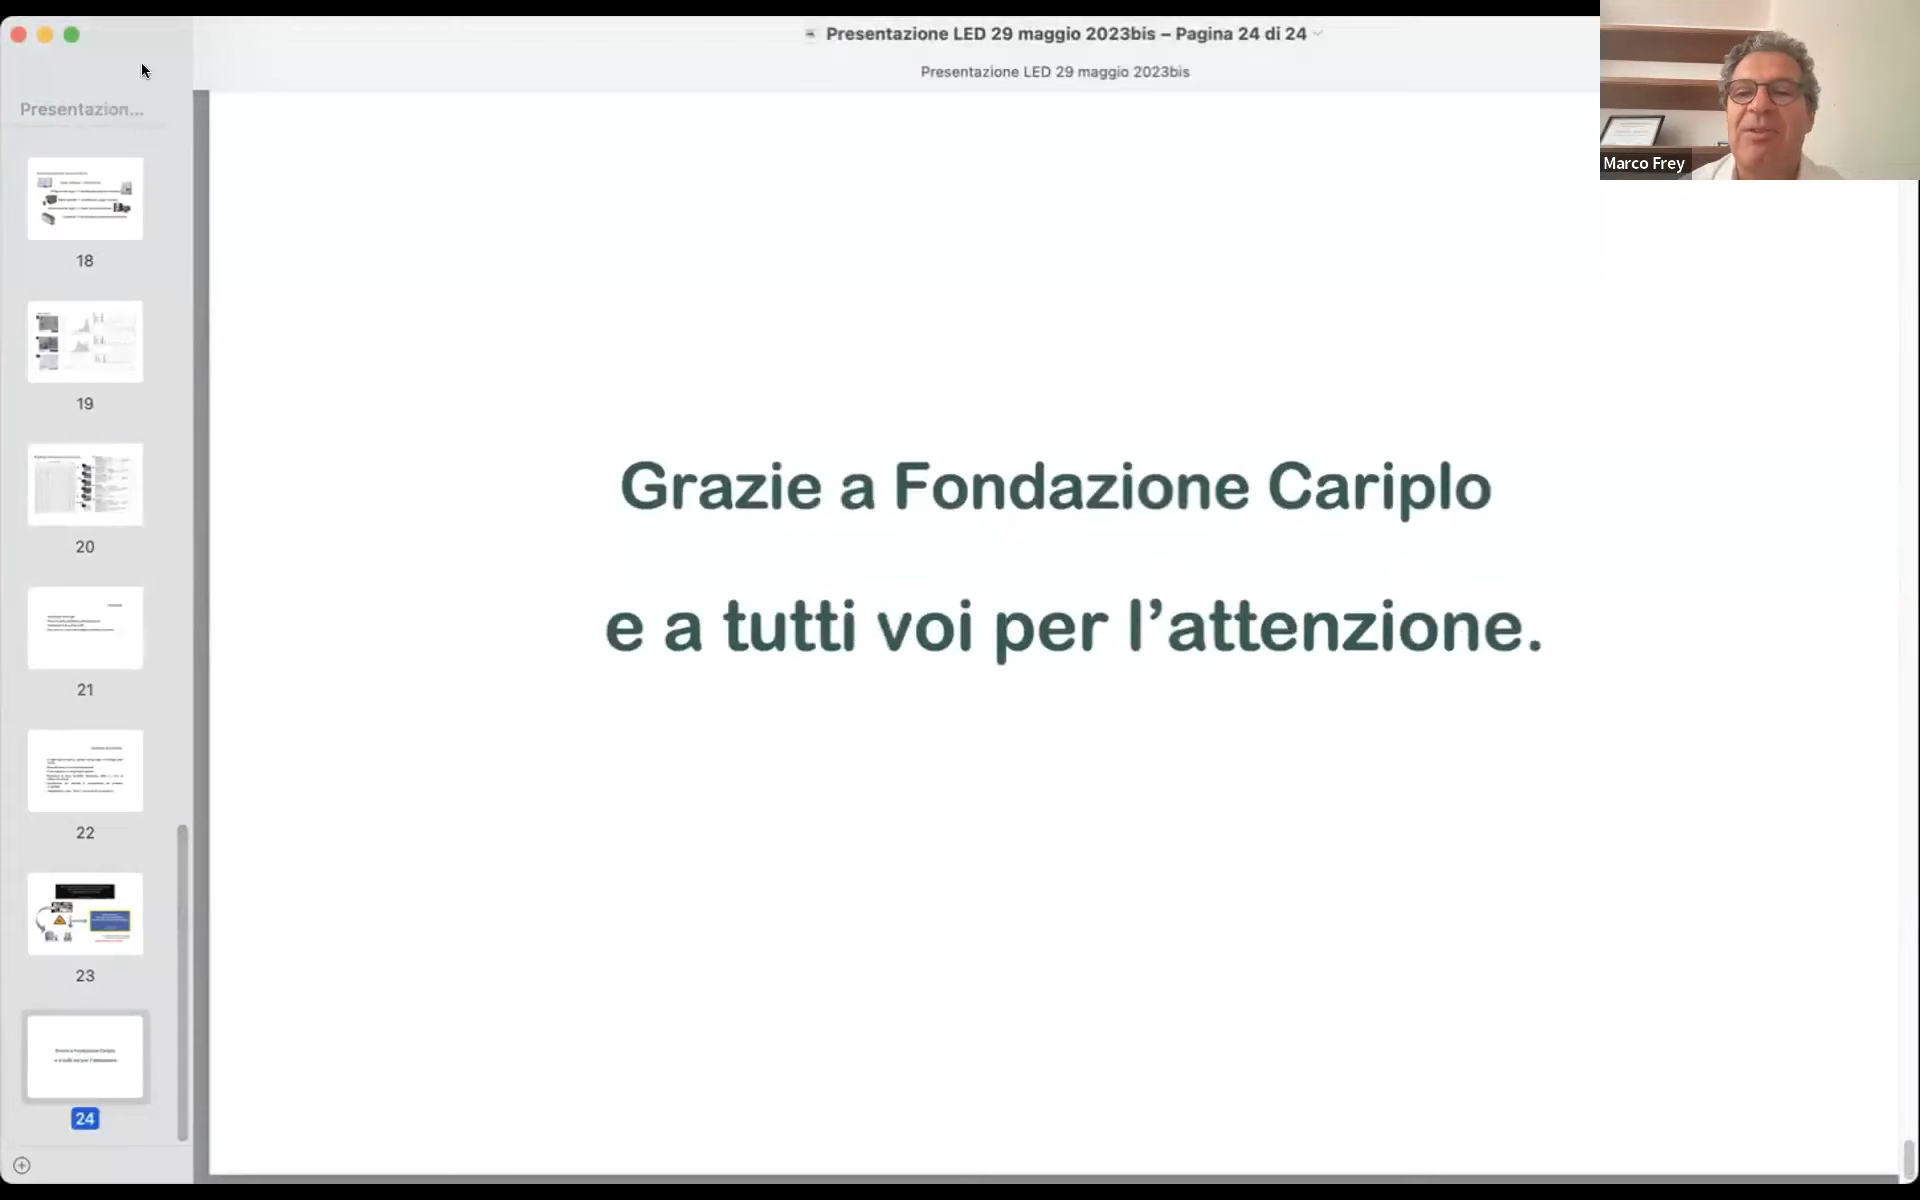 Presentazione LED 29 maggio 2023bis – Pagina 24 di 24
Presentazione LED 29 maggio 2023bis
Presentazion...
18
19
20
21
22
23
24
Grazie a Fondazione Cariplo
e a tutti voi per l’attenzione.
Marco Frey